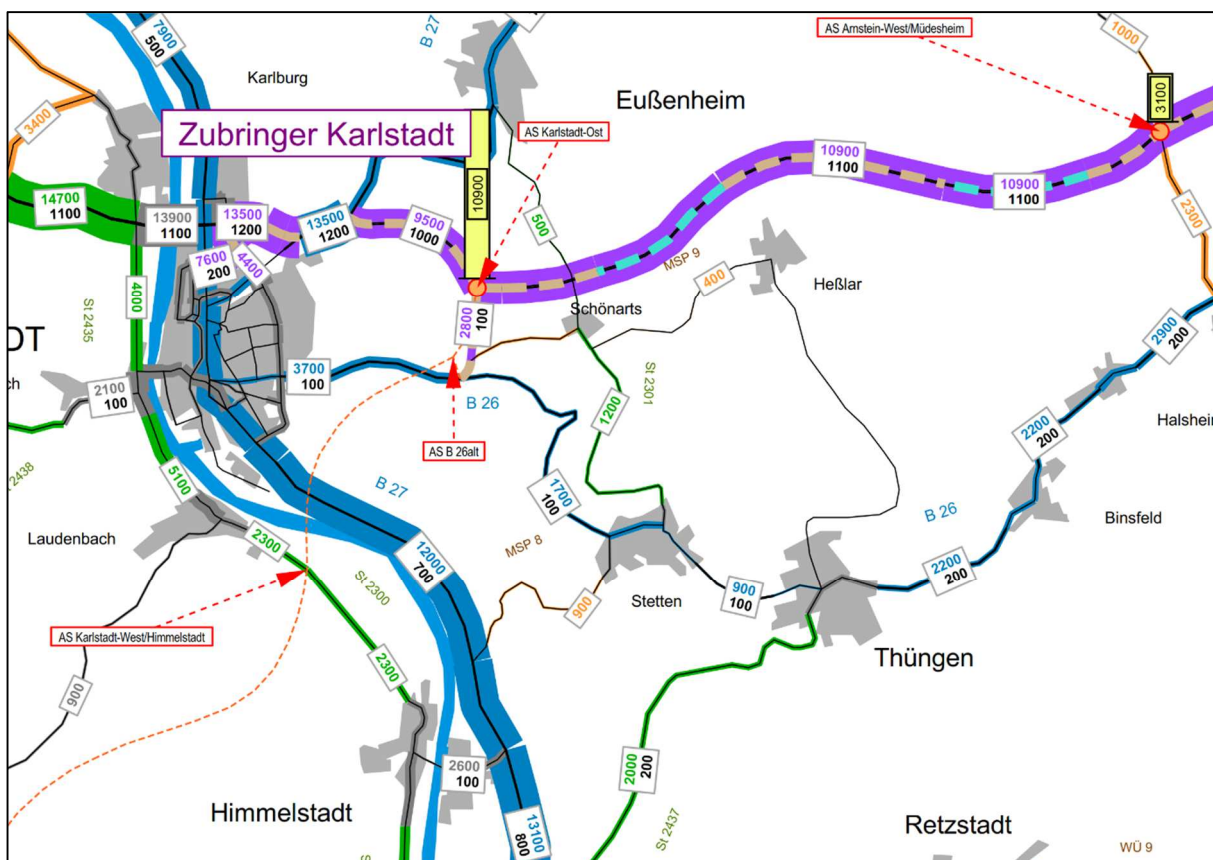 7900
500
B 27
Karlburg
AS Arnstein-West/Müdesheim
1000
3100
Eußenheim
3400
Zubringer Karlstadt
AS Karlstadt-Ost
10900
10900
1100
10900
1100
14700
1100
13900
1100
13500
1200
13500
1200
9500
1000
500
2300
7600
200
4400
MSP 9
400
Heßlar
4000
St 2435
2800
100
Schönarts
2900
200
DT
ch
2100
100
3700
100
B 26
St 2301
1200
Halsheim
AS B 26alt
2200
200
2438
5100
B 27
1700
100
B 26
Binsfeld
Laudenbach
2300
12000
700
MSP 8
2200
200
St 2300
900
100
900
Stetten
AS Karlstadt-West/Himmelstadt
Thüngen
900
2300
2600
100
2000
200
Himmelstadt
13100
800
St 2437
Retzstadt
WÜ 9